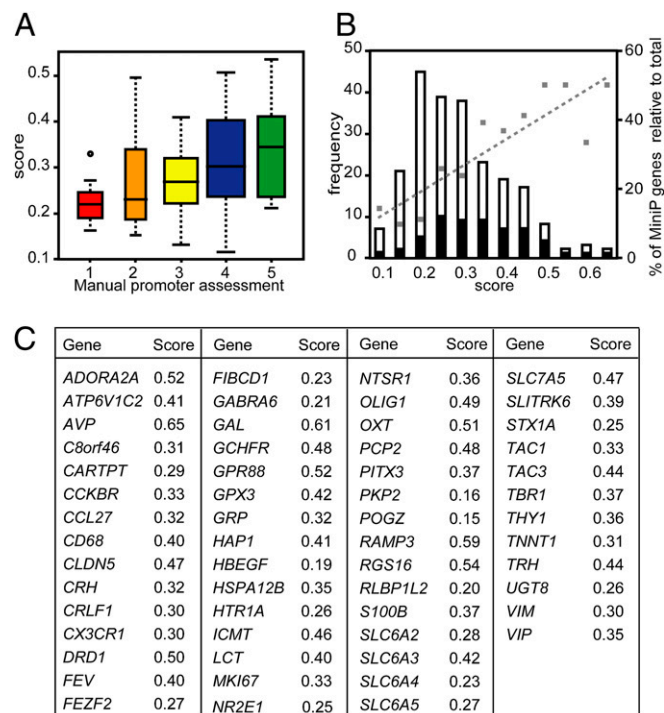 A
B
score
0.5
0.4
0.3
0.2
0.1
1 2 3 4 5
Manual promoter assessment
frequency
50
40
30
20
10
0
0.1 0.2 0.3 0.4 0.5 0.6
score
60
40
20
0
% of MiniP genes relative to total
C
Gene Score Gene Score Gene Score Gene Score
ADORA2A 0.52 FIBCD1 0.23 NTSR1 0.36 SLC7A5 0.47
ATP6V1C2 0.41 GABRA6 0.21 OLIG1 0.49 SLITRK6 0.39
AVP 0.65 GAL 0.61 OXT 0.51 STX1A 0.25
C8orf46 0.31 GCHFR 0.48 PCP2 0.48 TAC1 0.33
CARTPT 0.29 GPR88 0.52 PITX3 0.37 TAC3 0.44
CCKBR 0.33 GPX3 0.42 PKP2 0.16 TBR1 0.37
CCL27 0.32 GRP 0.32 POGZ 0.15 THY1 0.36
CD68 0.40 HAP1 0.41 RAMP3 0.59 TNNT1 0.31
CLDN5 0.47 HBEGF 0.19 RGS16 0.54 TRH 0.44
CRH 0.32 HSPA12B 0.35 RLBP1L2 0.20 UGT8 0.26
CRLF1 0.30 HTR1A 0.26 S100B 0.37 VIM 0.30
CX3CR1 0.30 ICMT 0.46 SLC6A2 0.28 VIP 0.35
DRD1 0.50 LCT 0.40 SLC6A3 0.42
FEV 0.40 MKI67 0.33 SLC6A4 0.23
FEZF2 0.27 NR2E1 0.25 SLC6A5 0.27